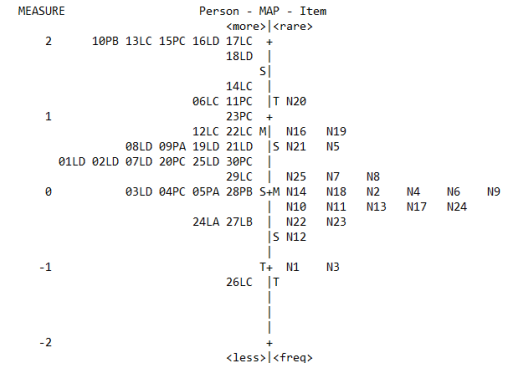 MEASURE Person - MAP - Item
<more>|<rare>
2 10PB 13LC 15PC 16LD 17LC +
18LD |
S|
14LC |
06LC 11PC |T N20
1 23PC +
12LC 22LC M| N16 N19
08LD 09PA 19LD 21LD |S N21 N5
01LD 02LD 07LD 20PC 25LD 30PC |
29LC | N25 N7 N8
0 03LD 04PC 05PA 28PB S+M N14 N18 N2 N4 N6 N9
| N10 N11 N13 N17 N24
24LA 27LB | N22 N23
|S N12
|
-1 T+ N1 N3
26LC |T
|
|
|
-2 +
<less>|<freq>